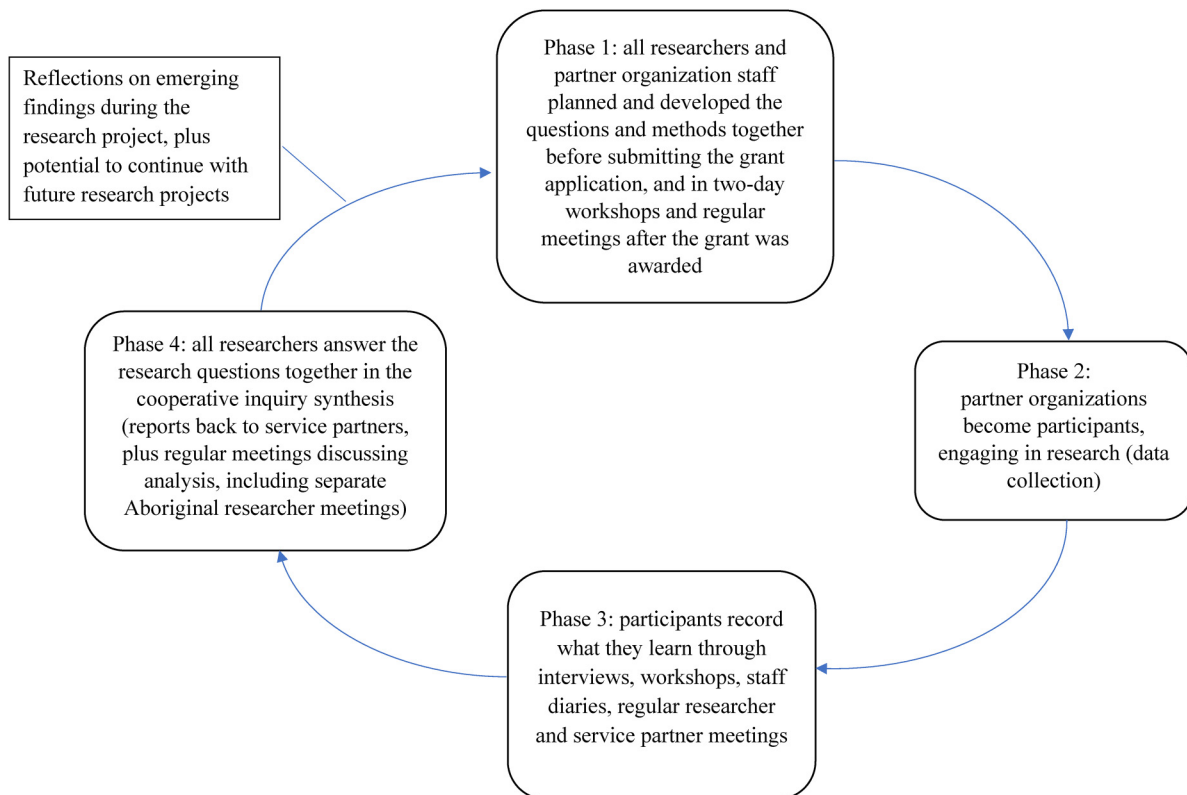 Reflections on emerging
findings during the
research project, plus
potential to continue with
future research projects
Phase 1: all researchers and
partner organization staff
planned and developed the
questions and methods together
before submitting the grant
application, and in two-day
workshops and regular
meetings after the grant was
awarded
Phase 2:
partner organizations
become participants,
engaging in research (data
collection)
Phase 3: participants record
what they learn through
interviews, workshops, staff
diaries, regular researcher
and service partner meetings
Phase 4: all researchers answer the
research questions together in the
cooperative inquiry synthesis
(reports back to service partners,
plus regular meetings discussing
analysis, including separate
Aboriginal researcher meetings)